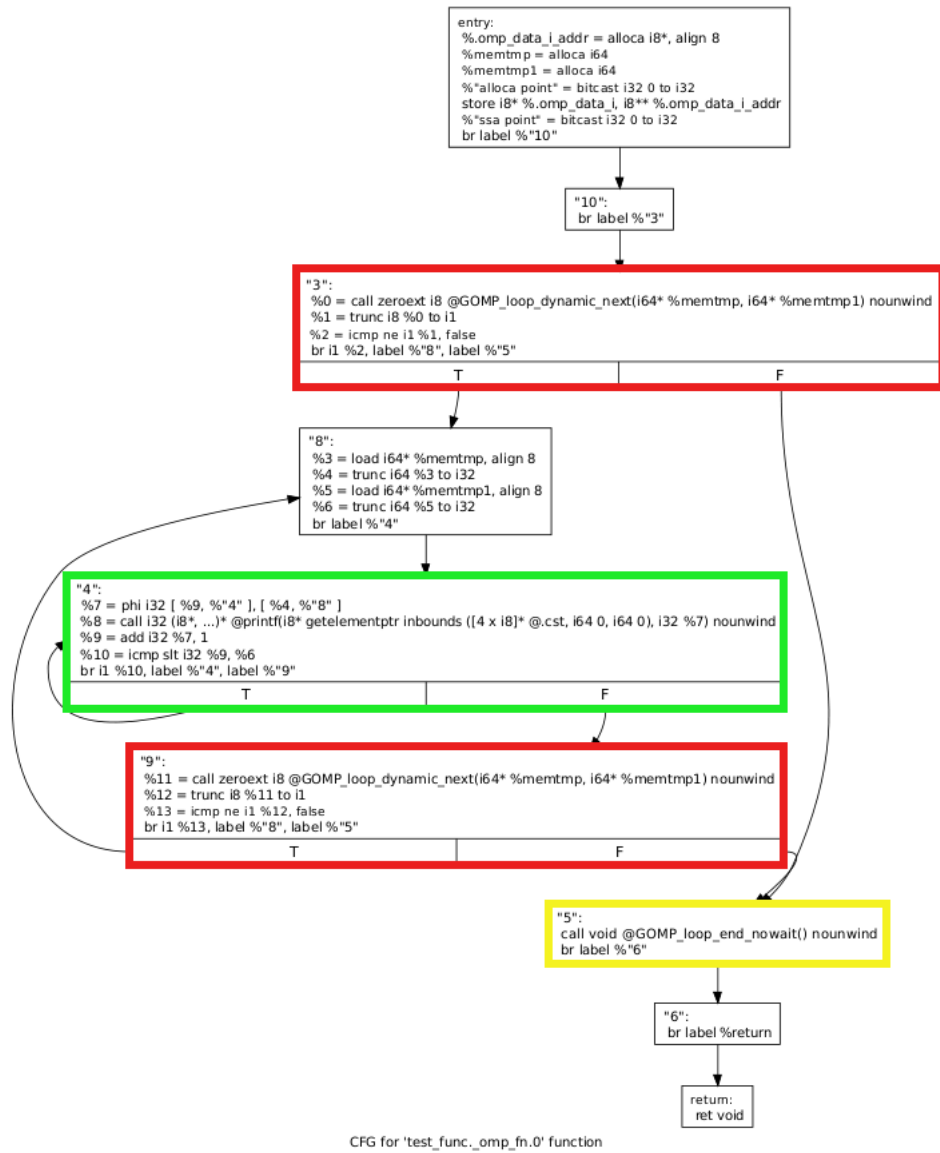 entry:
%.omp_data_i_addr = alloca i8*, align 8
%memtmp = alloca i64
%memtmp1 = alloca i64
%"alloca point" = bitcast i32 0 to i32
store i8* %.omp_data_i, i8** %.omp_data_i_addr
%"ssa point" = bitcast i32 0 to i32
br label %"10"
"10":
br label %"3"
"3":
%0 = call zeroext i8 @GOMP_loop_dynamic_next(i64* %memtmp, i64* %memtmp1) nounwind
%1 = trunc i8 %0 to i1
%2 = icmp ne i1 %1, false
br i1 %2, label %"8", label %"5"
T F
"8":
%3 = load i64* %memtmp, align 8
%4 = trunc i64 %3 to i32
%5 = load i64* %memtmp1, align 8
%6 = trunc i64 %5 to i32
br label %"4"
"4":
%7 = phi i32 [ %9, %"4" ], [ %4, %"8" ]
%8 = call i32 (i8*, ...)* @printf(i8* getelementptr inbounds ([4 x i8]* @.cst, i64 0, i64 0), i32 %7) nounwind
%9 = add i32 %7, 1
%10 = icmp slt i32 %9, %6
br i1 %10, label %"4", label %"9"
T F
"9":
%11 = call zeroext i8 @GOMP_loop_dynamic_next(i64* %memtmp, i64* %memtmp1) nounwind
%12 = trunc i8 %11 to i1
%13 = icmp ne i1 %12, false
br i1 %13, label %"8", label %"5"
T F
"5":
call void @GOMP_loop_end_nowait() nounwind
br label %"6"
"6":
br label %return
return:
ret void
CFG for 'test_func._omp_fn.0' function